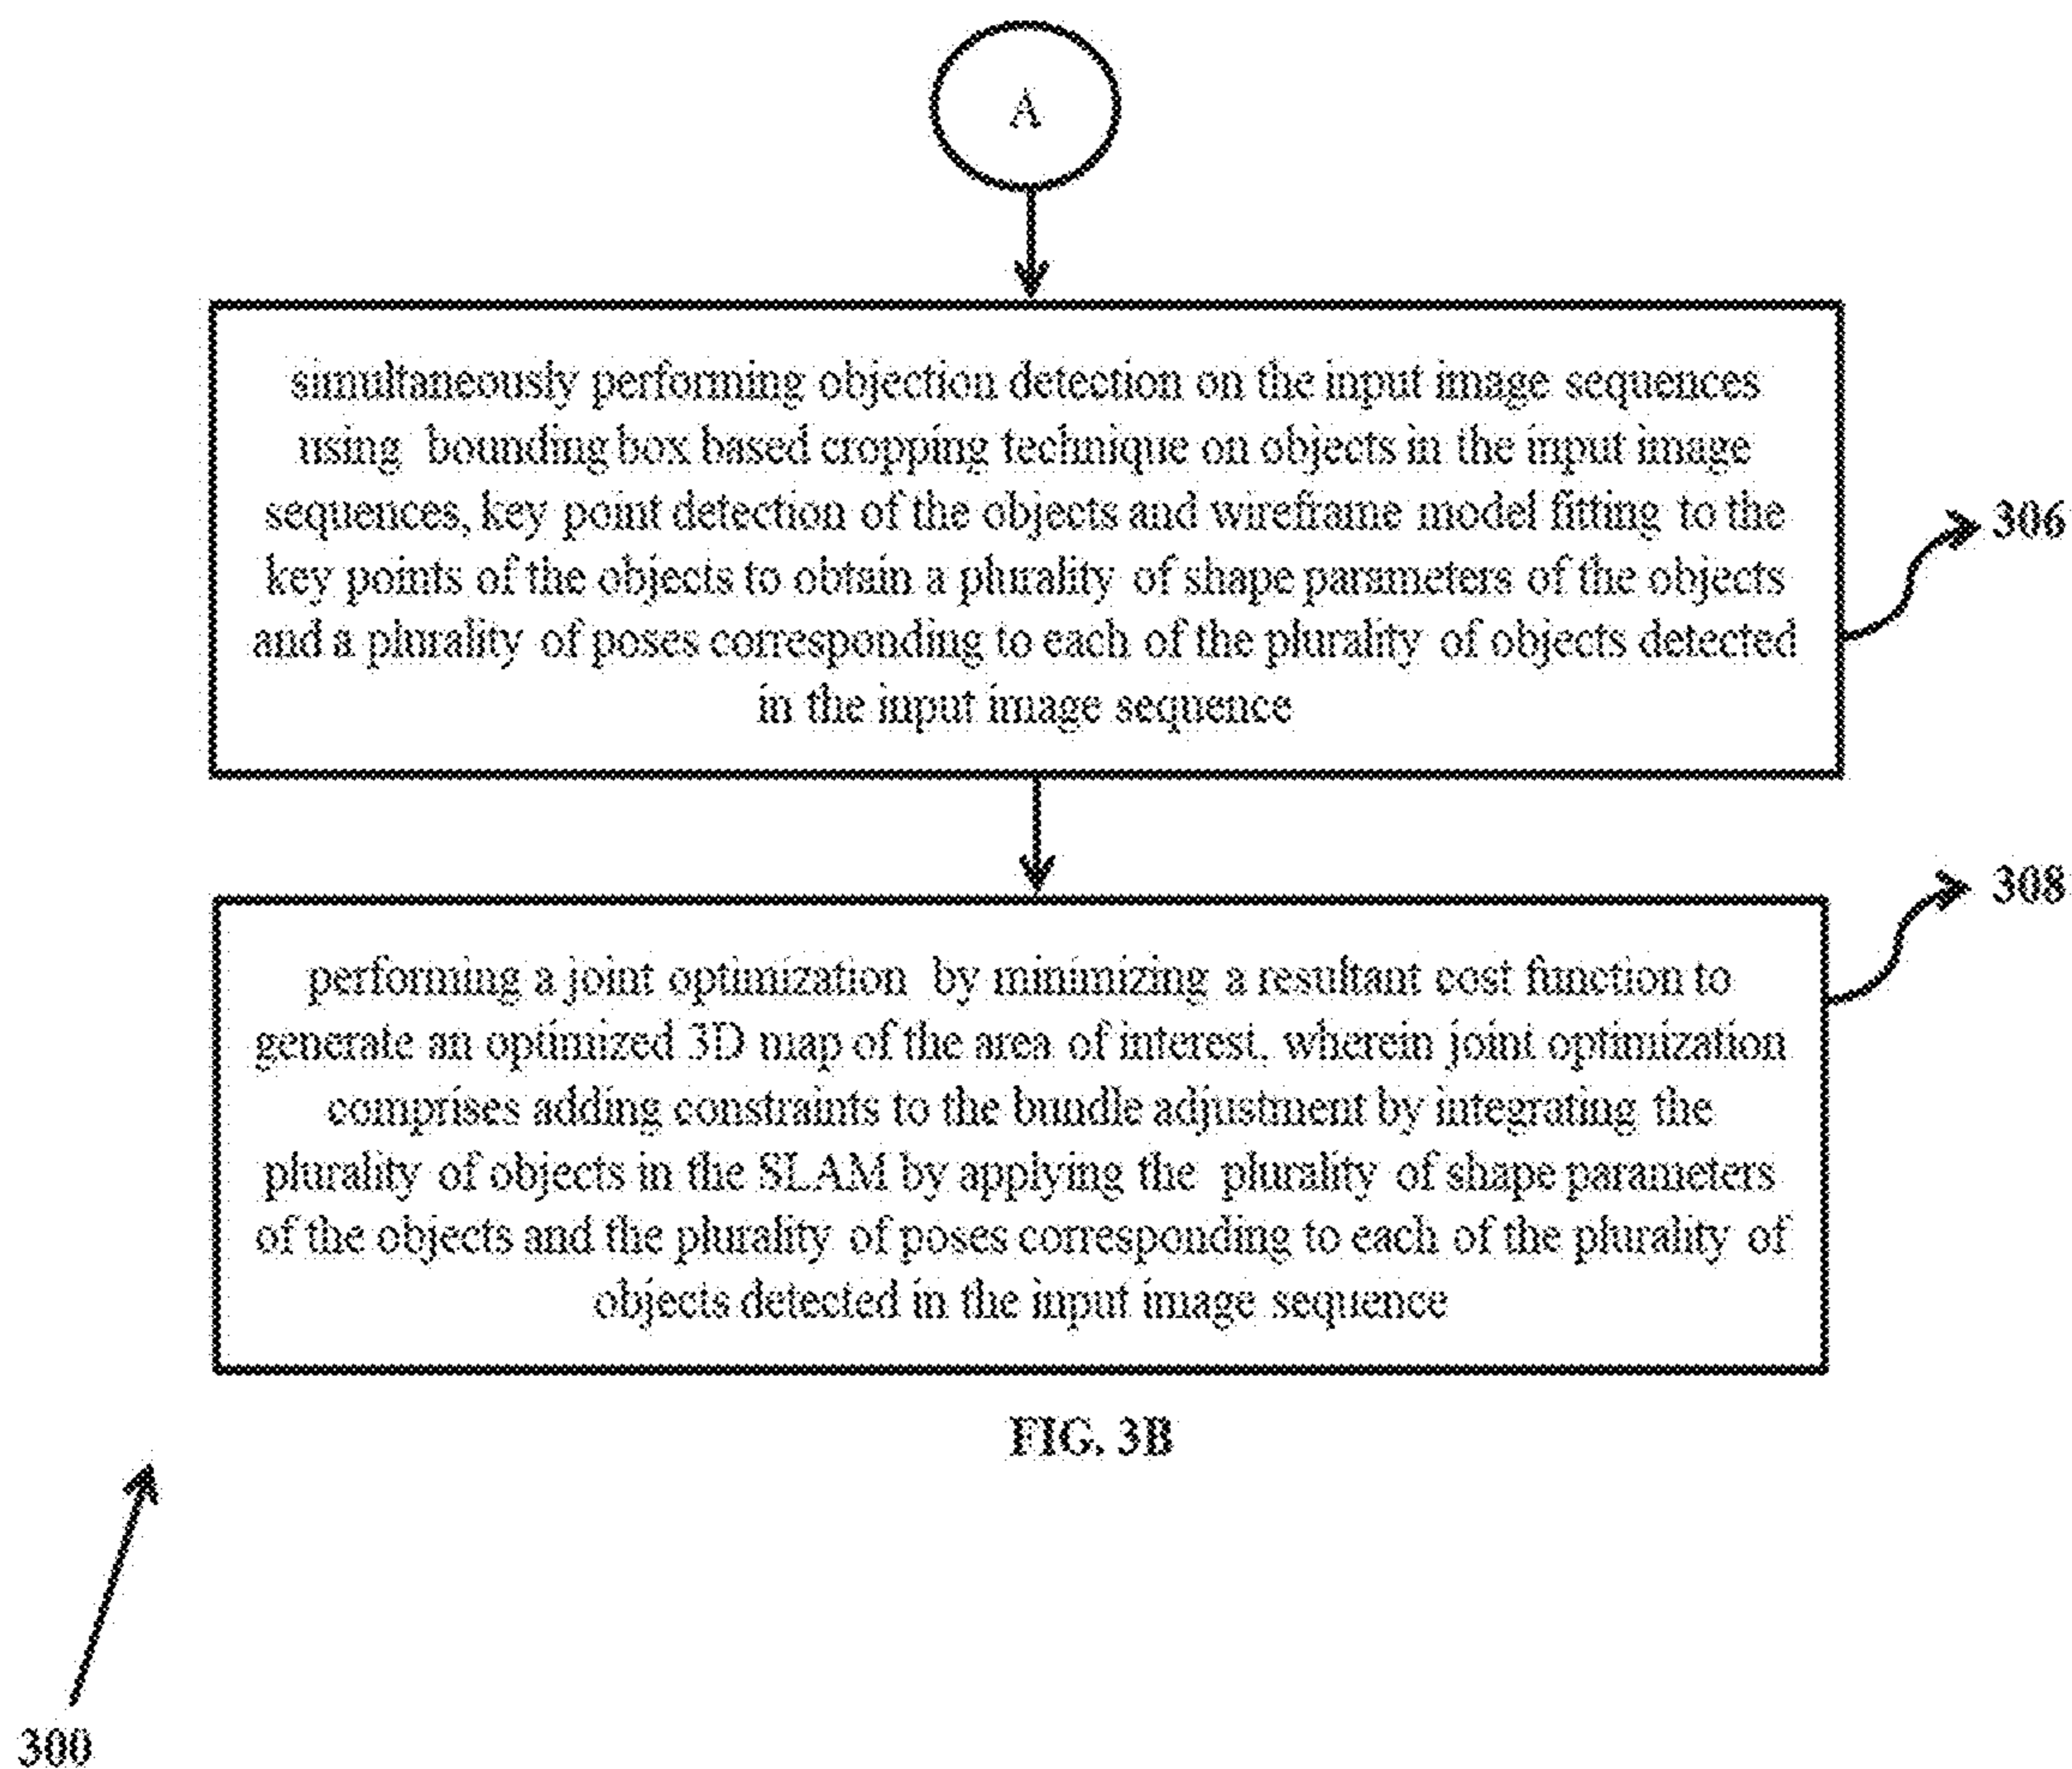 A
simultaneously performing objection detection on the input image sequences
using bounding box based cropping technique on objects in the input image
sequences, key point detection of the objects and wireframe model fitting to the
key points of the objects to obtain a plurality of shape parameters of the objects
and a plurality of poses corresponding to each of the plurality of objects detected
in the input image sequence
306
performing a joint optimization by minimizing a resultant cost function to
generate an optimized 3D map of the area of interest, wherein joint optimization
comprises adding constraints to the bundle adjustment by integrating the
plurality of objects in the SLAM by applying the plurality of shape parameters
of the objects and the plurality of poses corresponding to each of the plurality of
objects detected in the input image sequence
308
FIG. 3B
300